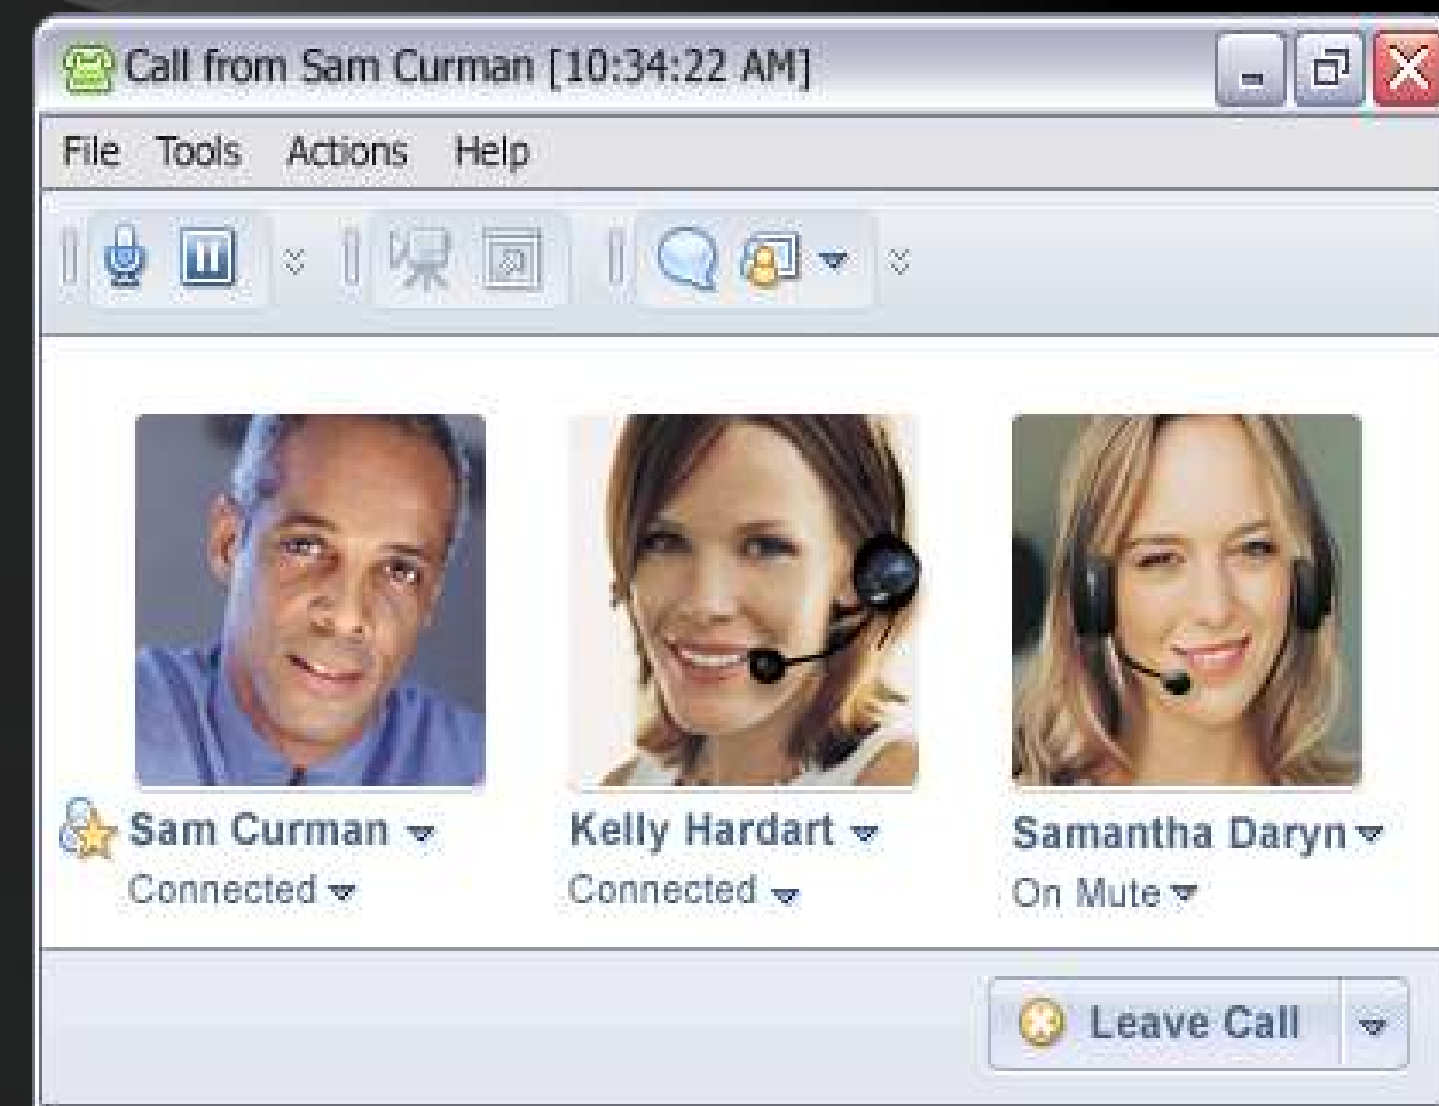 Call from Sam Curman [10:34:22 AM]
File Tools Actions Help
Sam Curman Kelly Hardart Samantha Daryn
Connected Connected On Mute
Leave Call